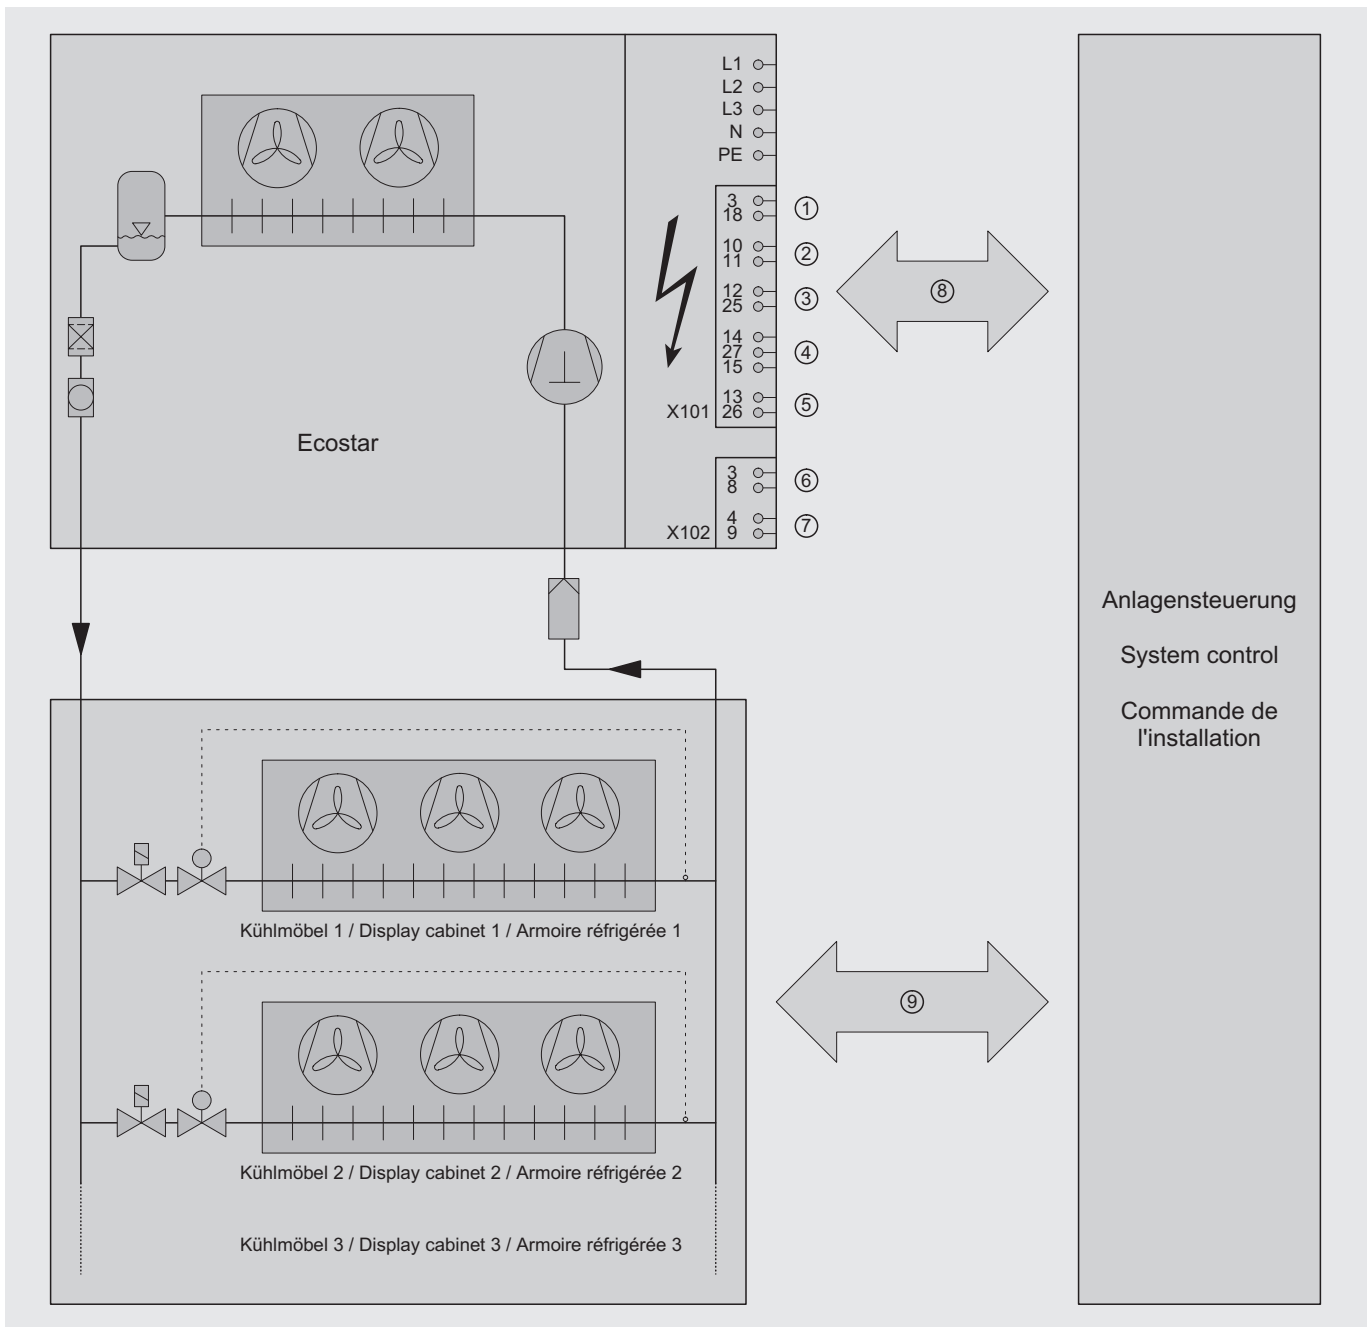 L1
L2
L3
N
PE
3
18
①
10
11
②
12
25
③
14
27
15
④
13
X101 26
⑤
3
8
⑥
4
X102 9
⑦
⑧
Ecostar
Anlagensteuerung
System control
Commande de
l'installation
Kühlmöbel 1 / Display cabinet 1 / Armoire réfrigérée 1
⑨
Kühlmöbel 2 / Display cabinet 2 / Armoire réfrigérée 2
Kühlmöbel 3 / Display cabinet 3 / Armoire réfrigérée 3